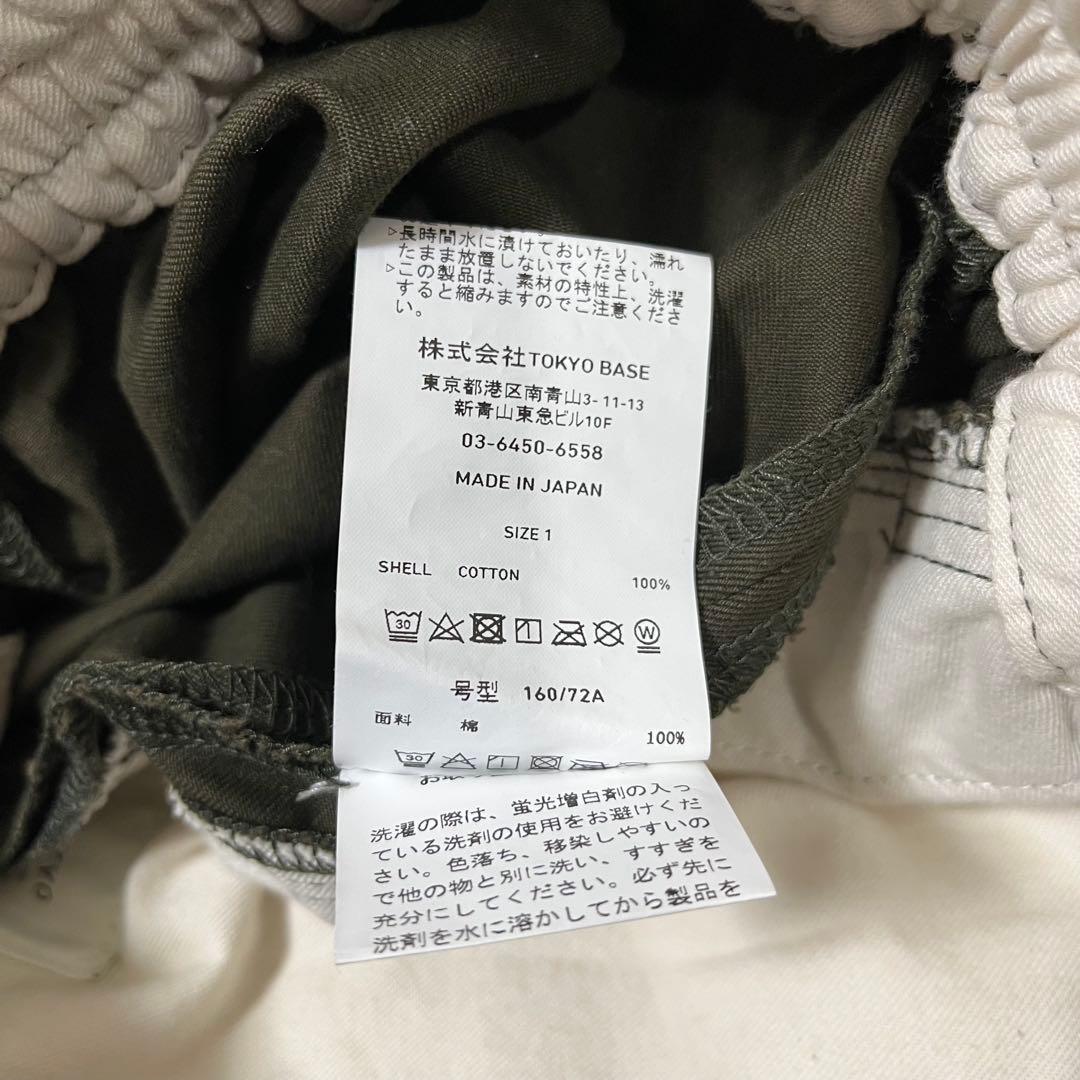 ▷長時間水に漬けておいたり、濡れ
たまま放置しないでください。
▷この製品は、素材の特性上、洗濯
すると縮みますのでご注意くださ
い。
株式会社TOKYO BASE
東京都港区南青山3-11-13
新青山東急ビル10F
03-6450-6558
MADE IN JAPAN
SIZE 1
SHELL COTTON 100%
30 W
号型 160/72A
面料 棉 100%
30
洗濯の際は、蛍光増白剤の入っ
ている洗剤の使用をお避けくだ
さい。色落ち、移染しやすいの
で他の物と別に洗い、すすぎを
充分にしてください。必ず先に
洗剤を水に溶かしてから製品を